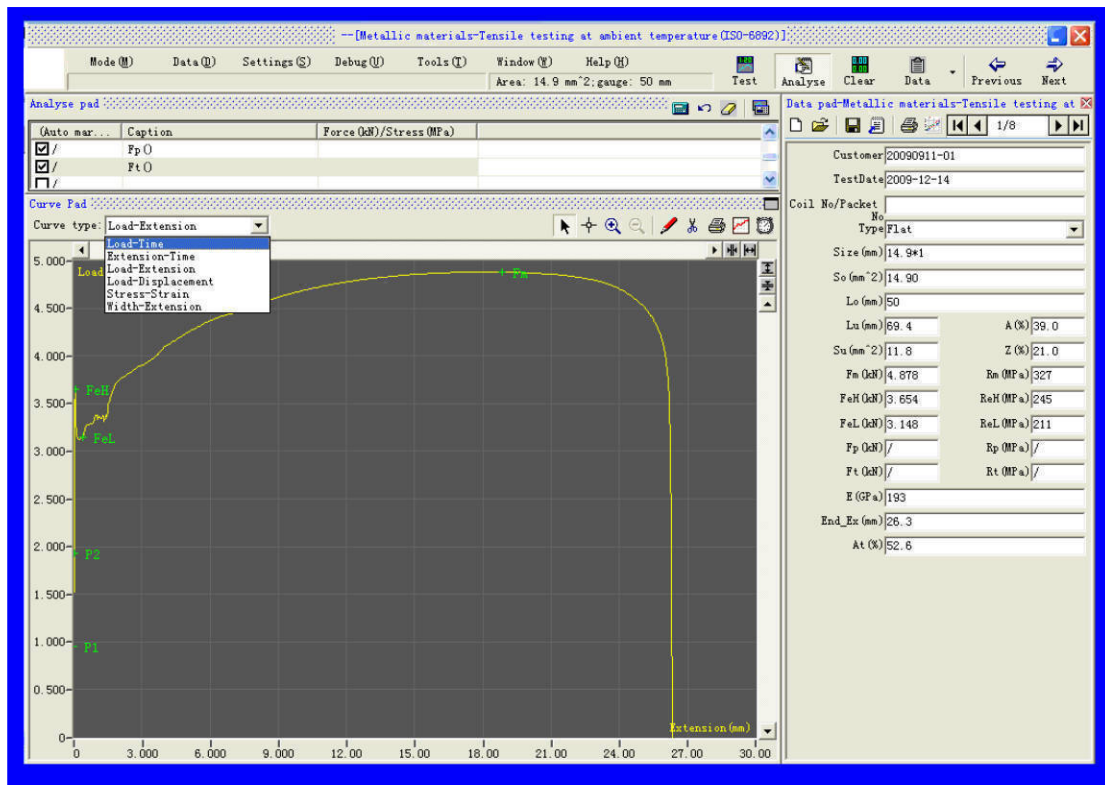 --[Metallic materials-Tensile testing at ambient temperature(ISO-6892)]
Mode(M) Data(D) Settings(S) Debug(U) Tools(T) Window(W) Help(H)
Area: 14.9 mm^2;gauge: 50 mm
Test Analyse Clear Data Previous Next
Analyse pad
(Auto mar... Caption Force(kN)/Stress(MPa)
/ Fp()
/ Ft()
/
Curve Pad
Curve type: Load-Extension
Load-Time
Extension-Time
Load-Extension
Load-Displacement
Stress-Strain
Width-Extension
Load
5.000
4.500
4.000
3.500
3.000
2.500
2.000
1.500
1.000
0.500
0
Fm
FeH
FeL
P2
P1
Extension(mm)
0 3.000 6.000 9.000 12.00 15.00 18.00 21.00 24.00 27.00 30.00
Data pad-Metallic materials-Tensile testing at
1/8
Customer 20090911-01
TestDate 2009-12-14
Coil No/Packet No
Type Flat
Size(mm) 14.9*1
So(mm^2) 14.90
Lo(mm) 50
Lu(mm) 69.4 A(%) 39.0
Su(mm^2) 11.8 Z(%) 21.0
Fm(kN) 4.878 Rm(MPa) 327
FeH(kN) 3.654 ReH(MPa) 245
FeL(kN) 3.148 ReL(MPa) 211
Fp(kN) / Rp(MPa) /
Ft(kN) / Rt(MPa) /
E(GPa) 193
End_Ex(mm) 26.3
At(%) 52.6